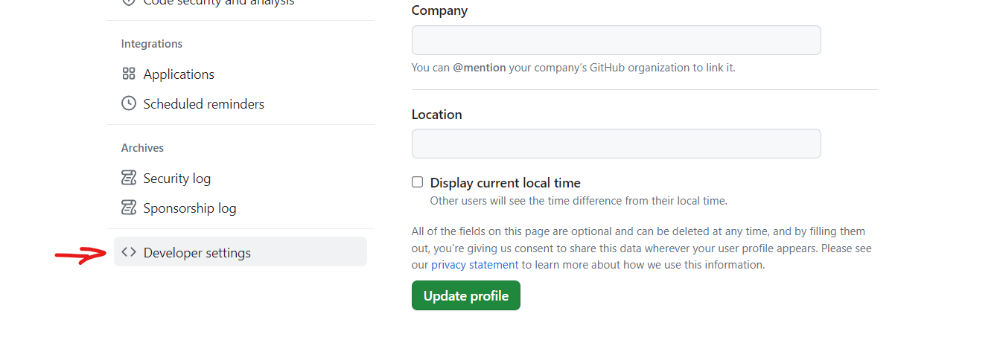 Code security and analysis
Integrations
Applications
Scheduled reminders
Archives
Security log
Sponsorship log
Developer settings
Company
You can @mention your company's GitHub organization to link it.
Location
Display current local time
Other users will see the time difference from their local time.
All of the fields on this page are optional and can be deleted at any time, and by filling them
out, you're giving us consent to share this data wherever your user profile appears. Please see
our privacy statement to learn more about how we use this information.
Update profile